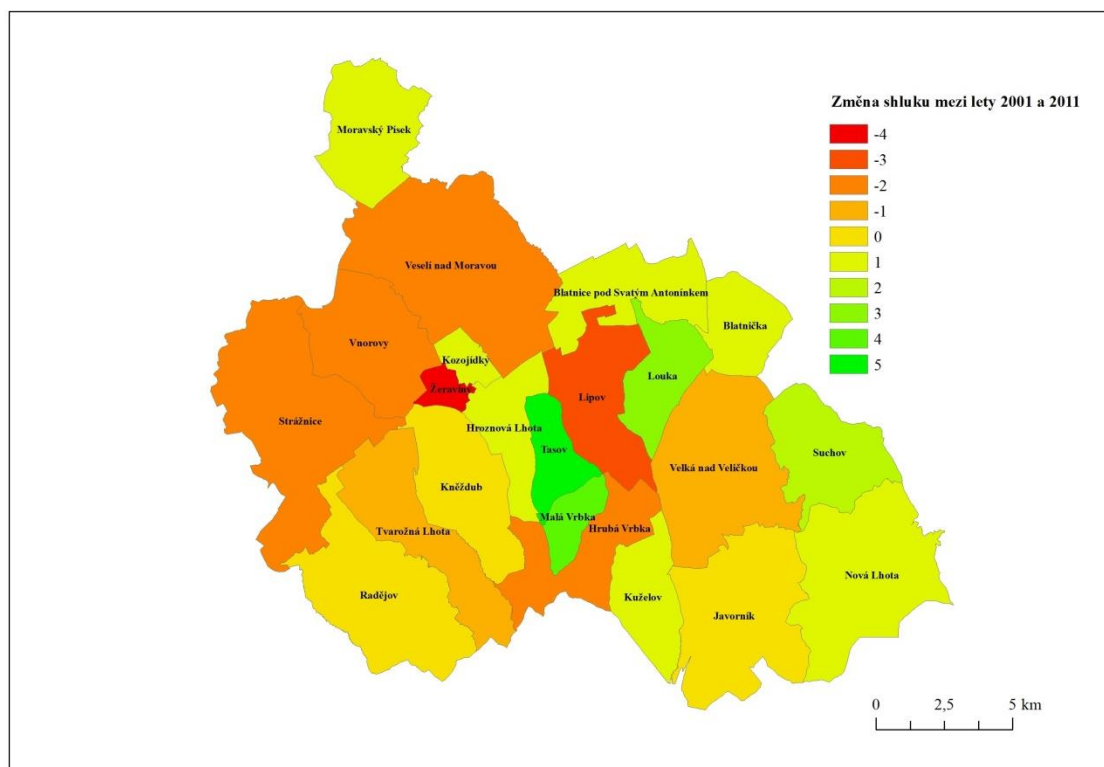 Změna shluku mezi lety 2001 a 2011
-4
-3
-2
-1
0
1
2
3
4
5
Moravský Písek
Veselí nad Moravou
Blatnice pod Svatým Antonínkem
Blatnička
Vnorovy
Kozojídky
Louka
Žeraviny
Lipov
Strážnice
Hroznová Lhota
Tasov
Suchov
Velká nad Veličkou
Kněždub
Malá Vrbka
Hrubá Vrbka
Tvarožná Lhota
Nová Lhota
Radějov
Kuželov
Javorník
0 2,5 5 km